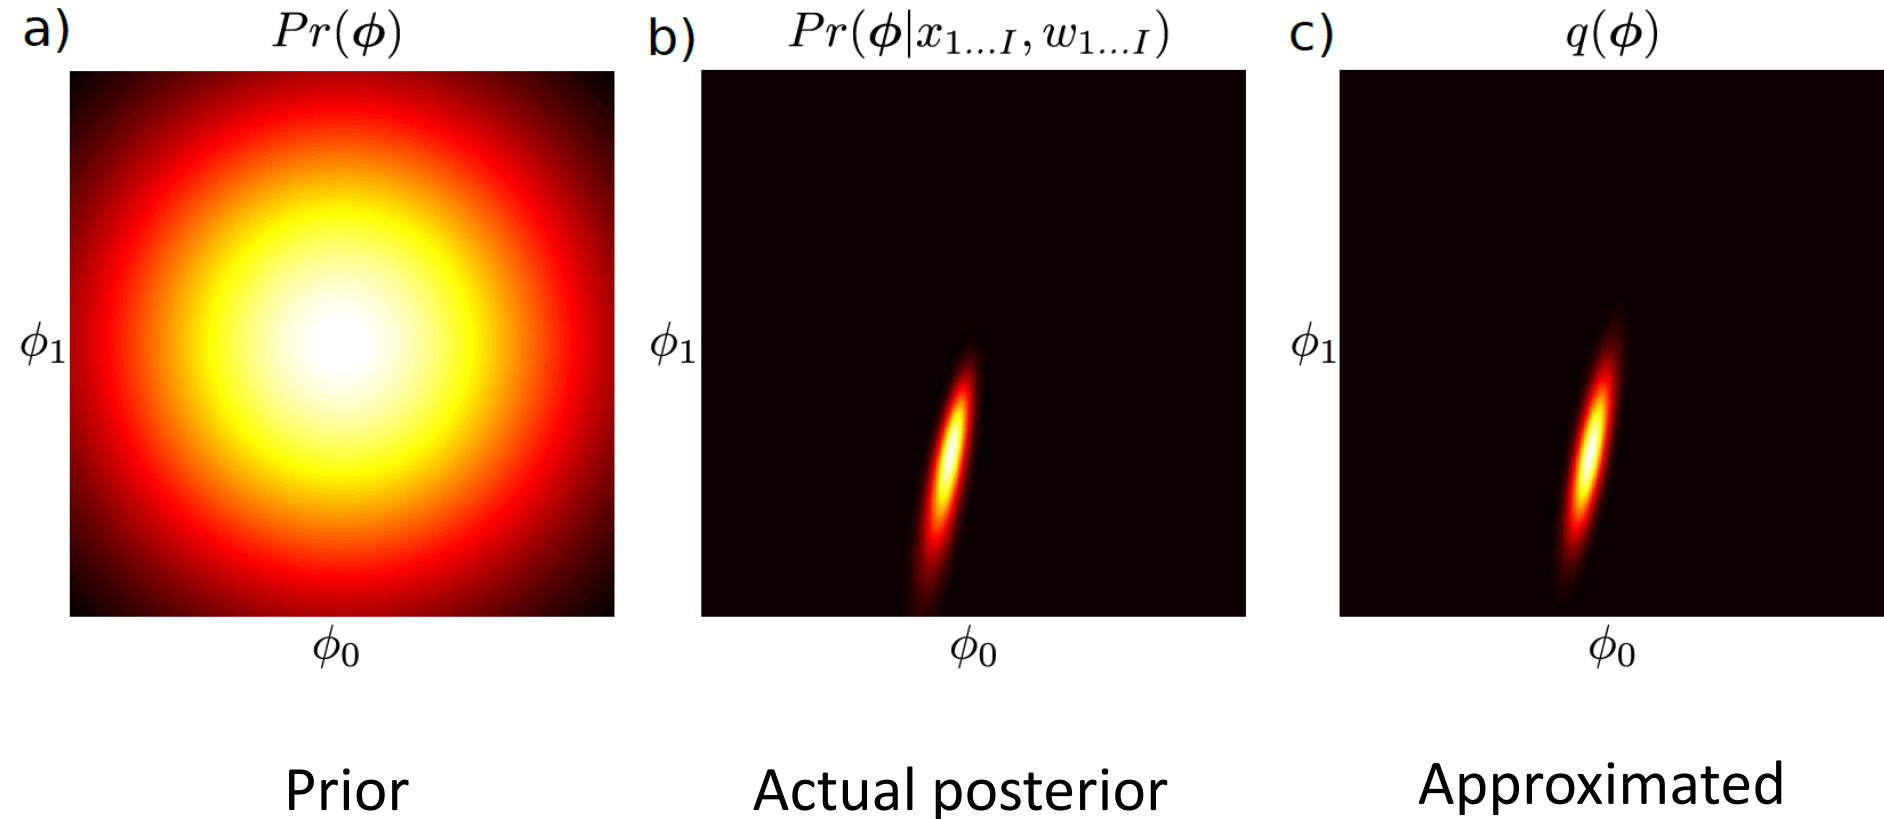 a) Pr(ϕ)
b) Pr(ϕ|x₁...I, w₁...I)
c) q(ϕ)
ϕ₁
ϕ₁
ϕ₁
ϕ₀
ϕ₀
ϕ₀
Prior
Actual posterior
Approximated